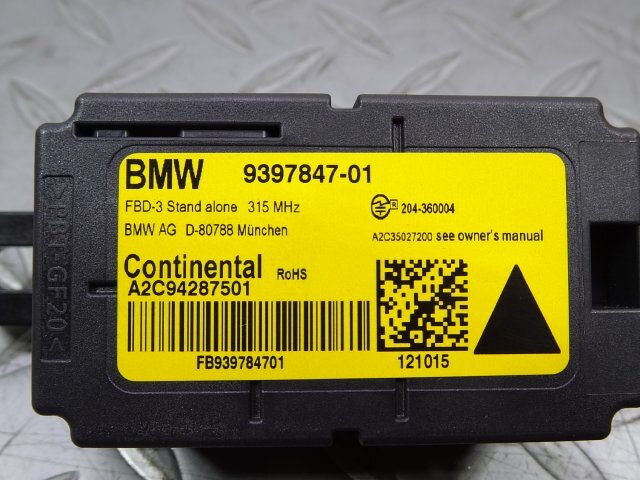 BMW 9397847-01
FBD-3 Stand alone 315 MHz
R 204-360004
BMW AG D-80788 München
A2C35027200 see owner's manual
Continental RoHS
A2C94287501
FB939784701
121015
>PBT-GF20<